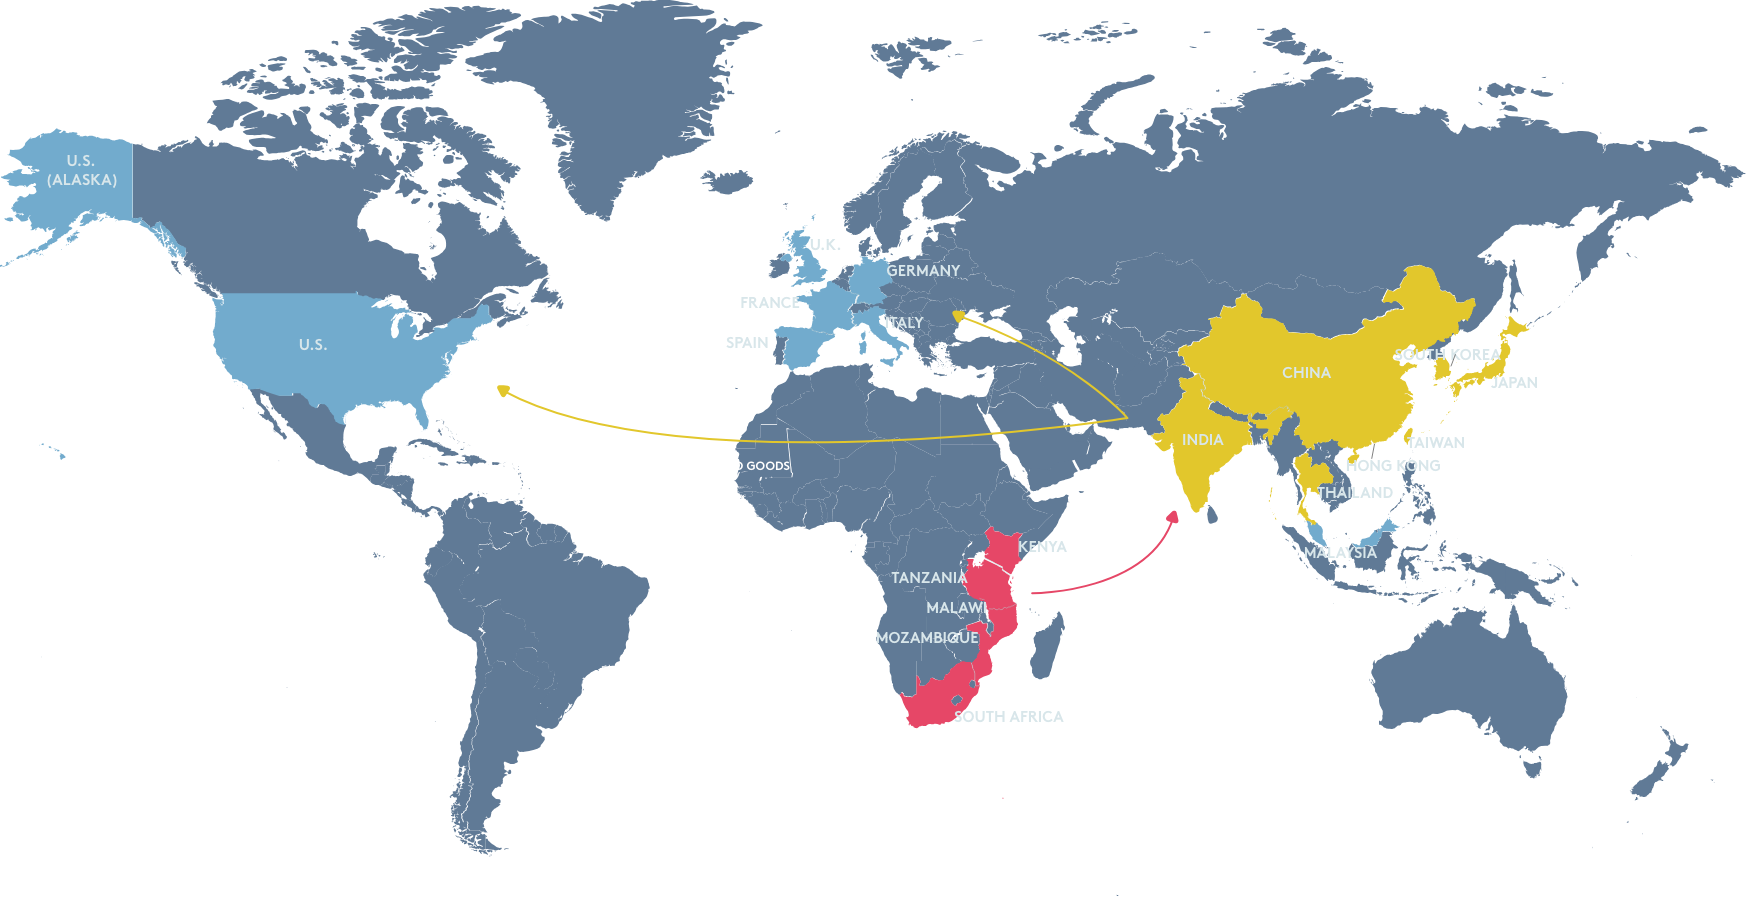 U.S.
(ALASKA)
U.K.
GERMANY
FRANCE
ITALY
SPAIN
U.S.
SOUTH KOREA
CHINA
JAPAN
INDIA
TAIWAN
GOODS
HONG KONG
THAILAND
KENYA
MALAYSIA
TANZANIA
MALAWI
MOZAMBIQUE
SOUTH AFRICA